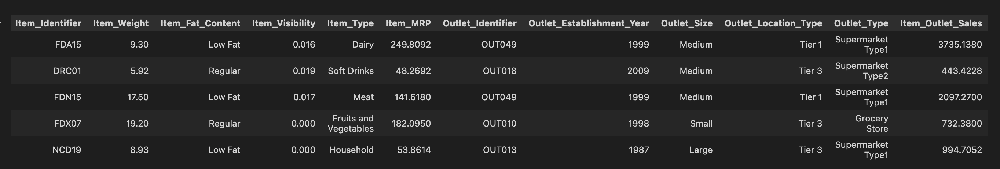 Item_Identifier Item_Weight Item_Fat_Content Item_Visibility Item_Type Item_MRP Outlet_Identifier Outlet_Establishment_Year Outlet_Size Outlet_Location_Type Outlet_Type Item_Outlet_Sales
FDA15 9.30 Low Fat 0.016 Dairy 249.8092 OUT049 1999 Medium Tier 1 Supermarket
Type1 3735.1380
DRC01 5.92 Regular 0.019 Soft Drinks 48.2692 OUT018 2009 Medium Tier 3 Supermarket
Type2 443.4228
FDN15 17.50 Low Fat 0.017 Meat 141.6180 OUT049 1999 Medium Tier 1 Supermarket
Type1 2097.2700
FDX07 19.20 Regular 0.000 Fruits and
Vegetables 182.0950 OUT010 1998 Small Tier 3 Grocery
Store 732.3800
NCD19 8.93 Low Fat 0.000 Household 53.8614 OUT013 1987 Large Tier 3 Supermarket
Type1 994.7052